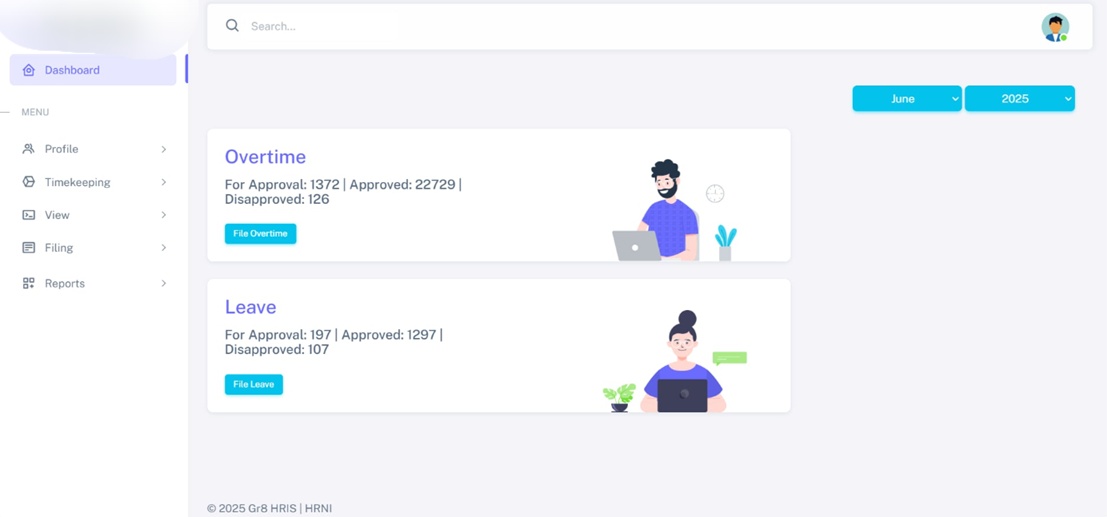 Search...
Dashboard
June
2025
MENU
Profile
Timekeeping
View
Filing
Reports
Overtime
For Approval: 1372 | Approved: 22729 |
Disapproved: 126
File Overtime
Leave
For Approval: 197 | Approved: 1297 |
Disapproved: 107
File Leave
© 2025 Gr8 HRIS | HRNI